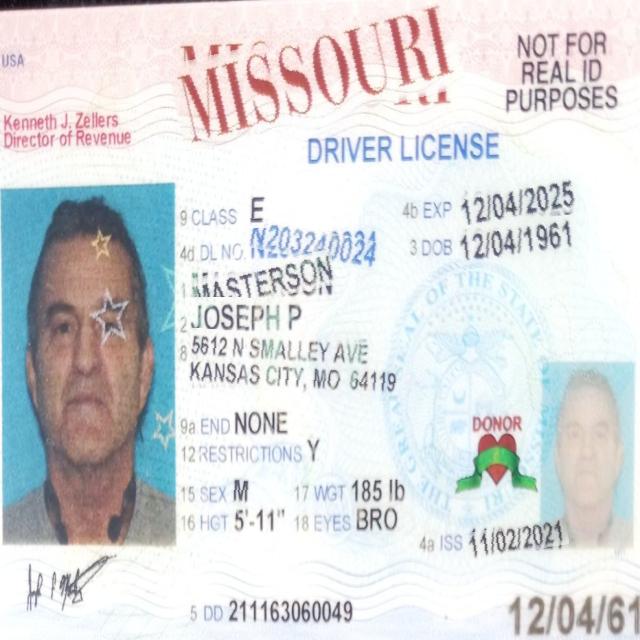 USA
MISSOURI
NOT FOR
REAL ID
PURPOSES
Kenneth J. Zellers
Director of Revenue
DRIVER LICENSE
9 CLASS E
4b EXP 12/04/2025
4d DL NO. N203240034
3 DOB 12/04/1961
1 MASTERSON
2 JOSEPH P
8 5612 N SMALLEY AVE
KANSAS CITY, MO 64119
9a END NONE
12 RESTRICTIONS Y
DONOR
15 SEX M 17 WGT 185 lb
16 HGT 5'-11" 18 EYES BRO
4a ISS 11/02/2021
5 DD 211163060049
12/04/61
OF THE STATE
THE GREAT SEAL OF